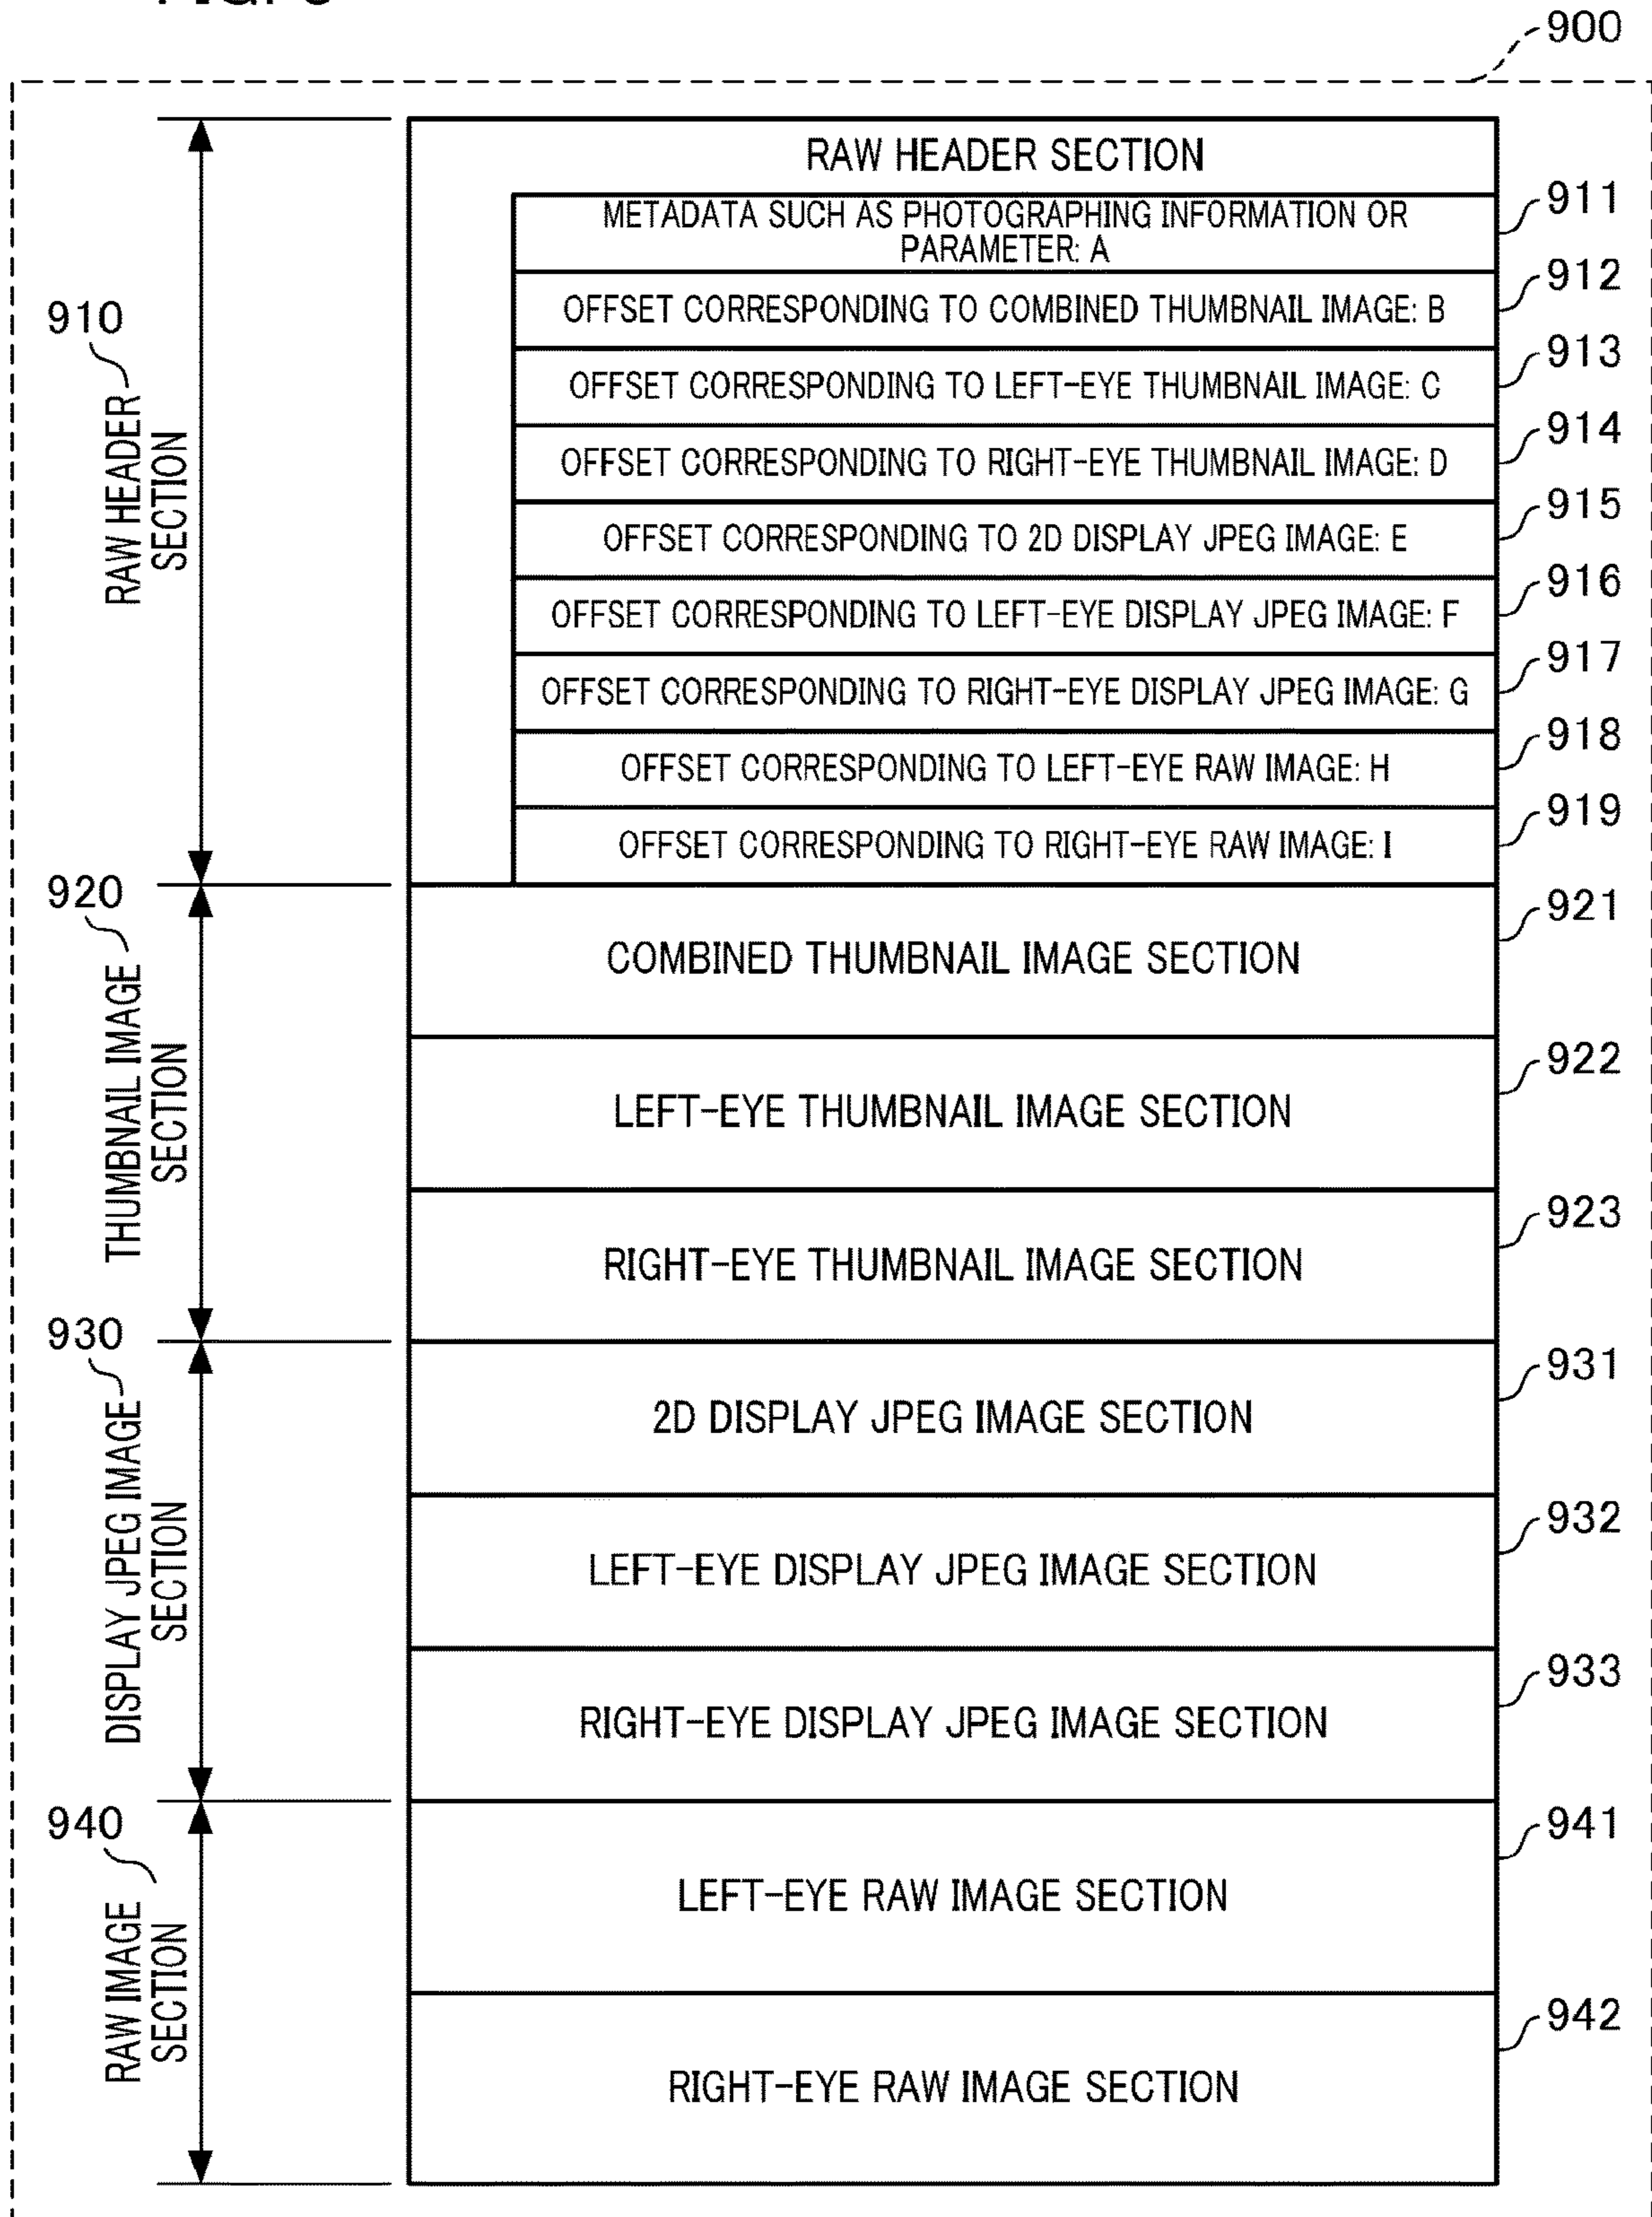 900
RAW HEADER SECTION
METADATA SUCH AS PHOTOGRAPHING INFORMATION OR
PARAMETER: A
911
OFFSET CORRESPONDING TO COMBINED THUMBNAIL IMAGE: B
912
OFFSET CORRESPONDING TO LEFT-EYE THUMBNAIL IMAGE: C
913
OFFSET CORRESPONDING TO RIGHT-EYE THUMBNAIL IMAGE: D
914
OFFSET CORRESPONDING TO 2D DISPLAY JPEG IMAGE: E
915
OFFSET CORRESPONDING TO LEFT-EYE DISPLAY JPEG IMAGE: F
916
OFFSET CORRESPONDING TO RIGHT-EYE DISPLAY JPEG IMAGE: G
917
OFFSET CORRESPONDING TO LEFT-EYE RAW IMAGE: H
918
OFFSET CORRESPONDING TO RIGHT-EYE RAW IMAGE: I
919
910
RAW HEADER
SECTION
920
THUMBNAIL IMAGE
SECTION
COMBINED THUMBNAIL IMAGE SECTION
921
LEFT-EYE THUMBNAIL IMAGE SECTION
922
RIGHT-EYE THUMBNAIL IMAGE SECTION
923
930
DISPLAY JPEG IMAGE
SECTION
2D DISPLAY JPEG IMAGE SECTION
931
LEFT-EYE DISPLAY JPEG IMAGE SECTION
932
RIGHT-EYE DISPLAY JPEG IMAGE SECTION
933
940
RAW IMAGE
SECTION
LEFT-EYE RAW IMAGE SECTION
941
RIGHT-EYE RAW IMAGE SECTION
942